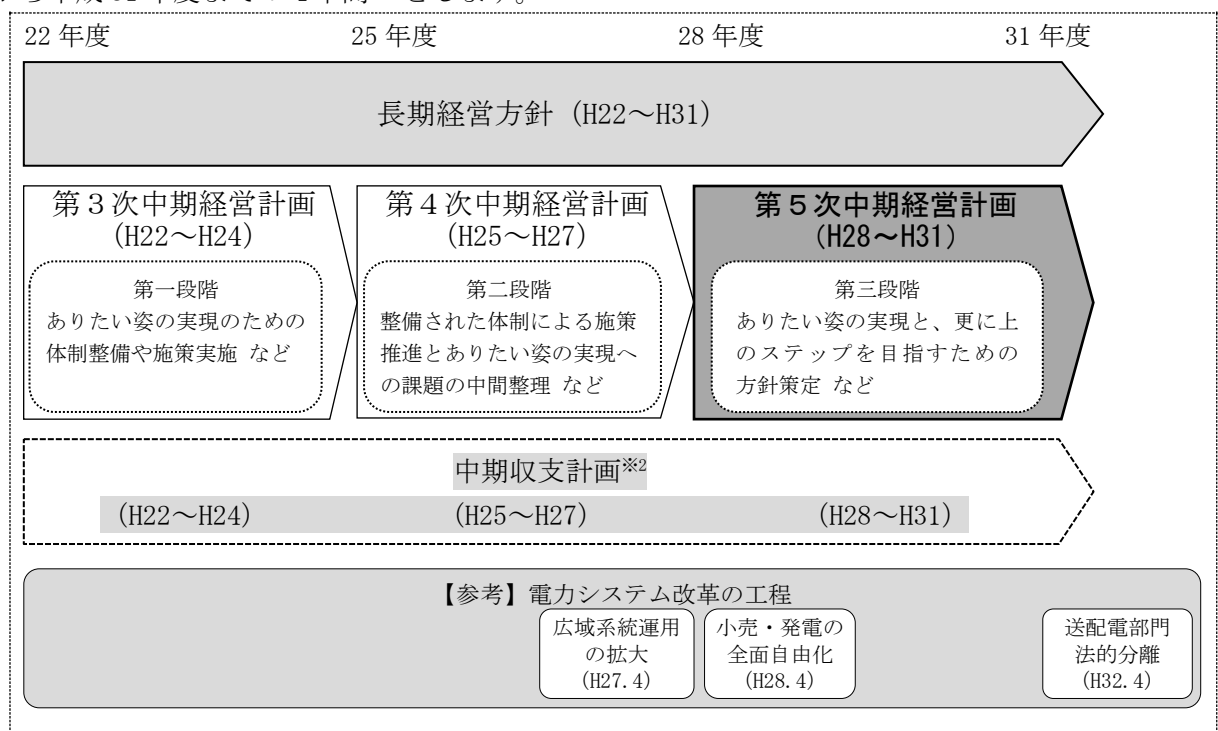 22 年度 25 年度 28 年度 31 年度
長期経営方針 (H22～H31)
第３次中期経営計画
(H22～H24)
第一段階
ありたい姿の実現のための
体制整備や施策実施 など
第４次中期経営計画
(H25～H27)
第二段階
整備された体制による施策
推進とありたい姿の実現へ
の課題の中間整理 など
第５次中期経営計画
(H28～H31)
第三段階
ありたい姿の実現と、更に上
のステップを目指すための
方針策定 など
中期収支計画※2
(H22～H24) (H25～H27) (H28～H31)
【参考】電力システム改革の工程
広域系統運用
の拡大
(H27.4)
小売・発電の
全面自由化
(H28.4)
送配電部門
法的分離
(H32.4)